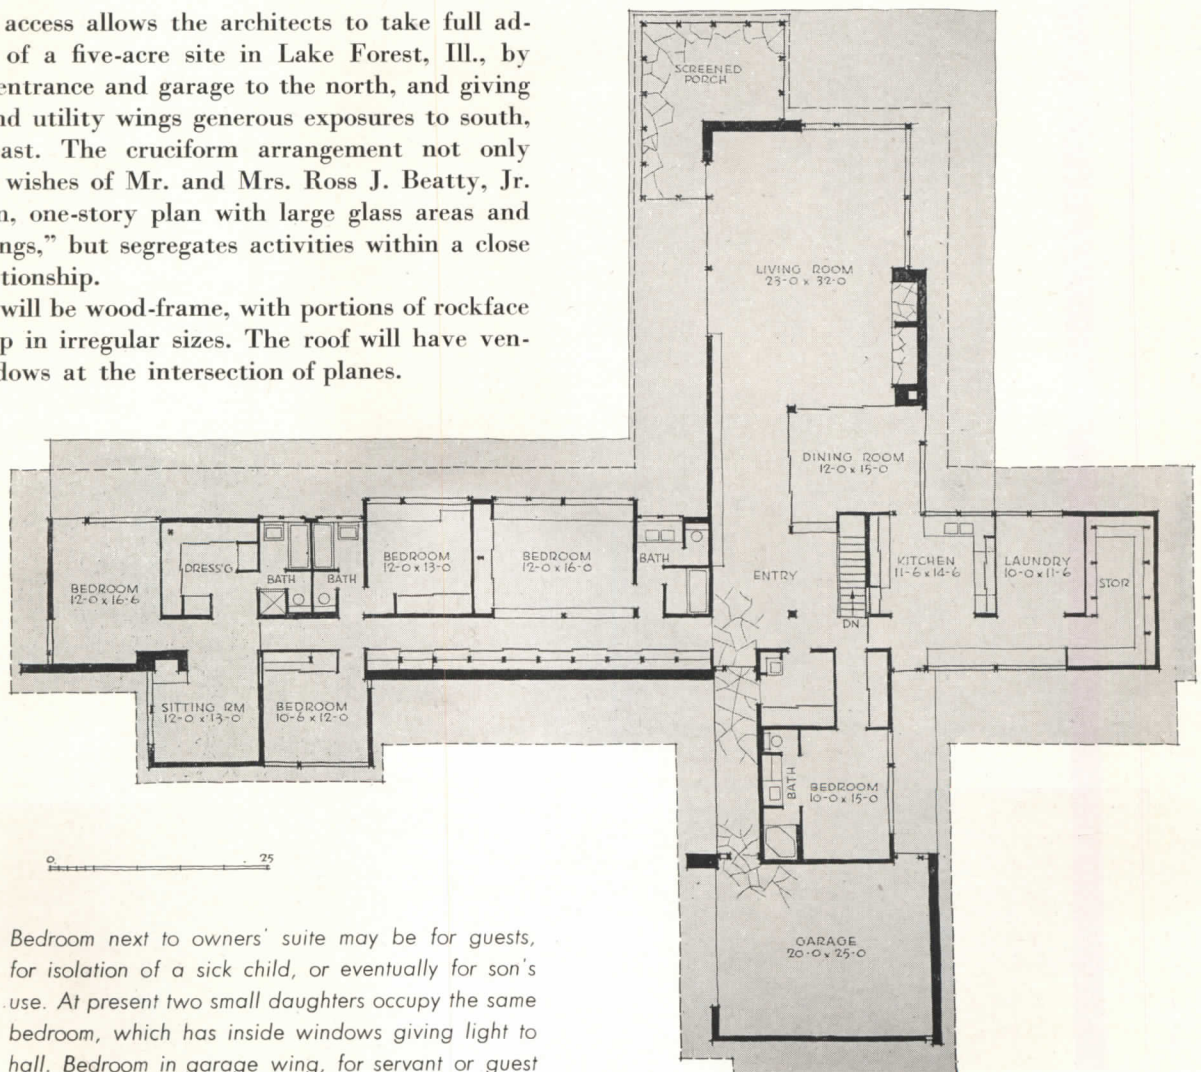 access allows the architects to take full ad-
of a five-acre site in Lake Forest, Ill., by
entrance and garage to the north, and giving
nd utility wings generous exposures to south,
ast. The cruciform arrangement not only
wishes of Mr. and Mrs. Ross J. Beatty, Jr.
n, one-story plan with large glass areas and
ngs," but segregates activities within a close
tionship.
will be wood-frame, with portions of rockface
p in irregular sizes. The roof will have ven-
dows at the intersection of planes.
SCREENED
PORCH
LIVING ROOM
23-0 x 32-0
DINING ROOM
12-0 x 15-0
BEDROOM
12-0 x 16-6
DRESS'G
BATH
BATH
BEDROOM
12-0 x 13-0
BEDROOM
12-0 x 16-0
BATH
ENTRY
DN
KITCHEN
11-6 x 14-6
LAUNDRY
10-0 x 11-6
STOR
SITTING RM
12-0 x 13-0
BEDROOM
10-6 x 12-0
BATH
BEDROOM
10-0 x 15-0
GARAGE
20-0 x 25-0
0 25
Bedroom next to owners' suite may be for guests,
for isolation of a sick child, or eventually for son's
use. At present two small daughters occupy the same
bedroom, which has inside windows giving light to
hall. Bedroom in garage wing, for servant or guest